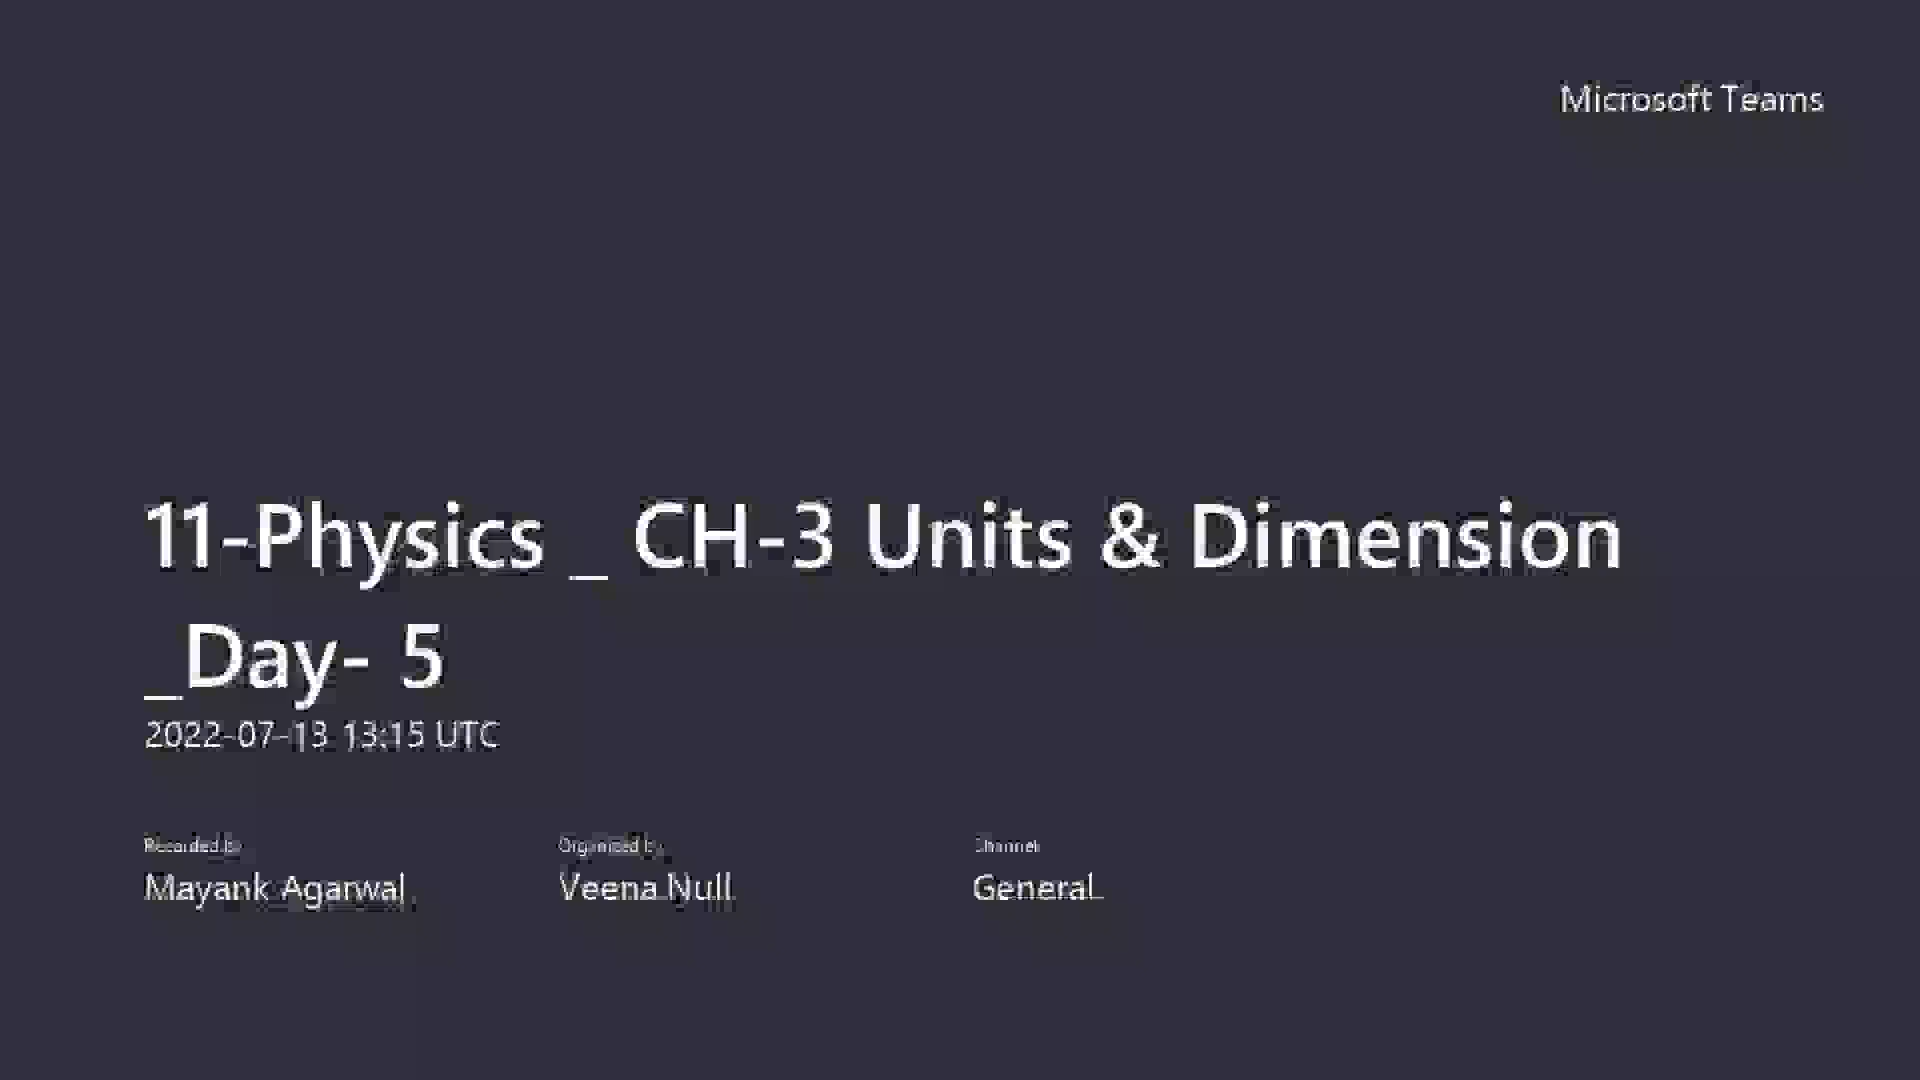 Microsoft Teams
11-Physics _ CH-3 Units & Dimension
_Day- 5
2022-07-13 13:15 UTC
Recorded by
Organized by
Channel
Mayank Agarwal
Veena Null
General